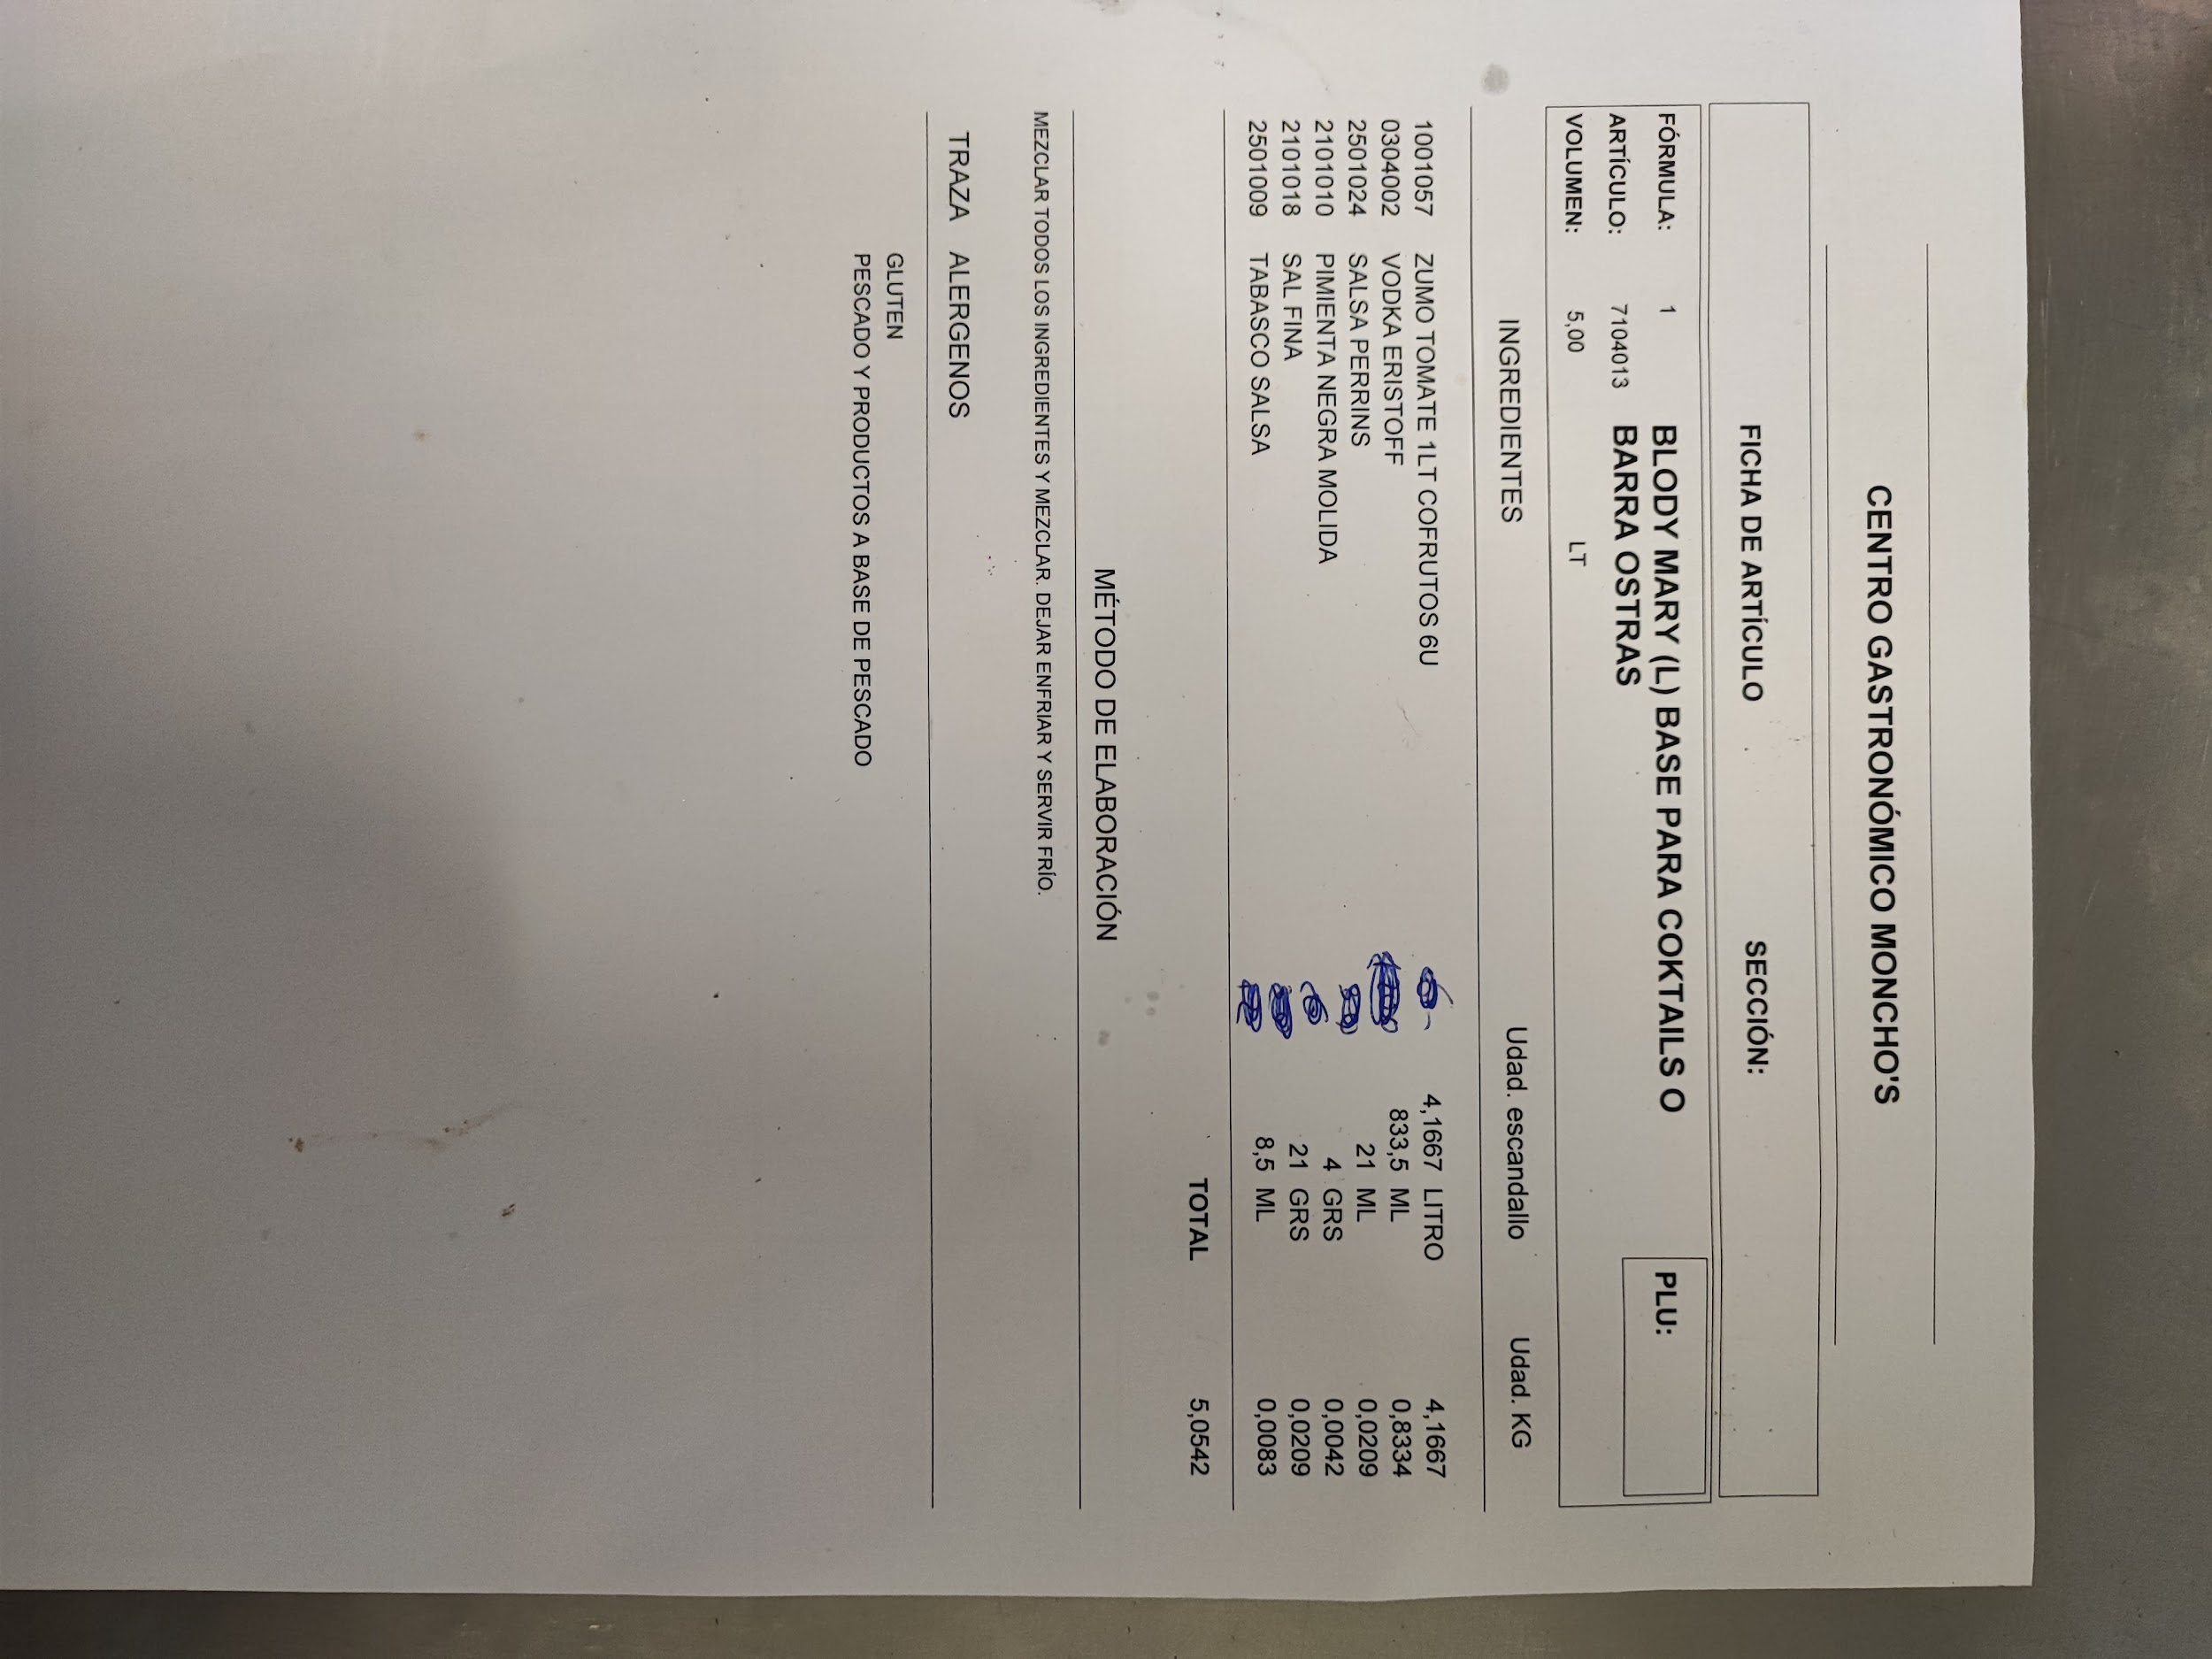 CENTRO GASTRONÓMICO MONCHO'S
FICHA DE ARTÍCULO SECCIÓN:
FÓRMULA: 1 BLODY MARY (L) BASE PARA COKTAILS O PLU:
ARTÍCULO: 7104013 BARRA OSTRAS
VOLUMEN: 5,00 LT
INGREDIENTES Udad. escandallo Udad. KG
1001057 ZUMO TOMATE 1LT COFRUTOS 6U 4,1667 LITRO 4,1667
0304002 VODKA ERISTOFF 833,5 ML 0,8334
2501024 SALSA PERRINS 21 ML 0,0209
2101010 PIMIENTA NEGRA MOLIDA 4 GRS 0,0042
2101018 SAL FINA 21 GRS 0,0209
2501009 TABASCO SALSA 8,5 ML 0,0083
TOTAL 5,0542
MÉTODO DE ELABORACIÓN
MEZCLAR TODOS LOS INGREDIENTES Y MEZCLAR. DEJAR ENFRIAR Y SERVIR FRÍO.
TRAZA ALERGENOS
GLUTEN
PESCADO Y PRODUCTOS A BASE DE PESCADO